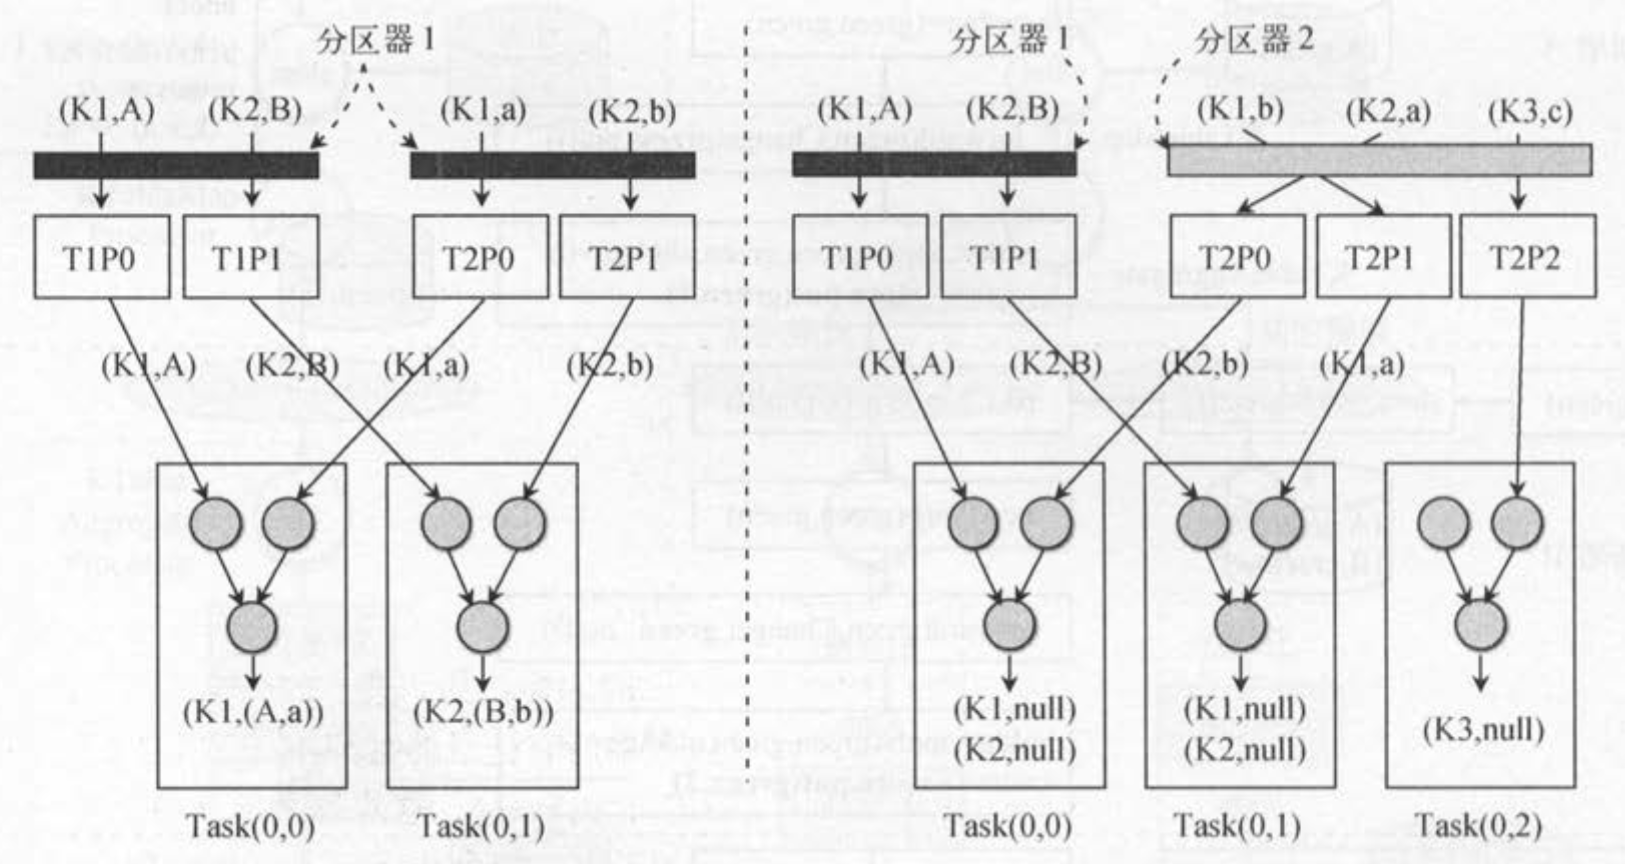 分区器1 分区器1 分区器2
(K1,A) (K2,B) (K1,a) (K2,b) (K1,A) (K2,B) (K1,b) (K2,a) (K3,c)
T1P0 T1P1 T2P0 T2P1 T1P0 T1P1 T2P0 T2P1 T2P2
(K1,A) (K2,B) (K1,a) (K2,b) (K1,A) (K2,B) (K2,b) (K1,a)
(K1,(A,a)) (K2,(B,b)) (K1,null) (K1,null) (K3,null)
(K2,null) (K2,null)
Task(0,0) Task(0,1) Task(0,0) Task(0,1) Task(0,2)